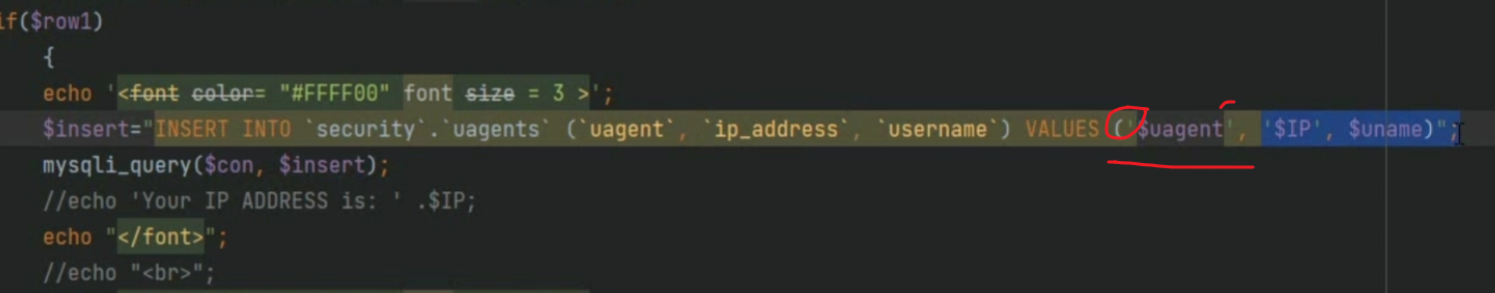 if($row1)
{
echo '<font color= "#FFFF00" font size = 3 >';
$insert="INSERT INTO `security`.`uagents` (`uagent`, `ip_address`, `username`) VALUES ('$uagent', '$IP', $uname)";
mysqli_query($con, $insert);
//echo 'Your IP ADDRESS is: ' .$IP;
echo "</font>";
//echo "<br>";